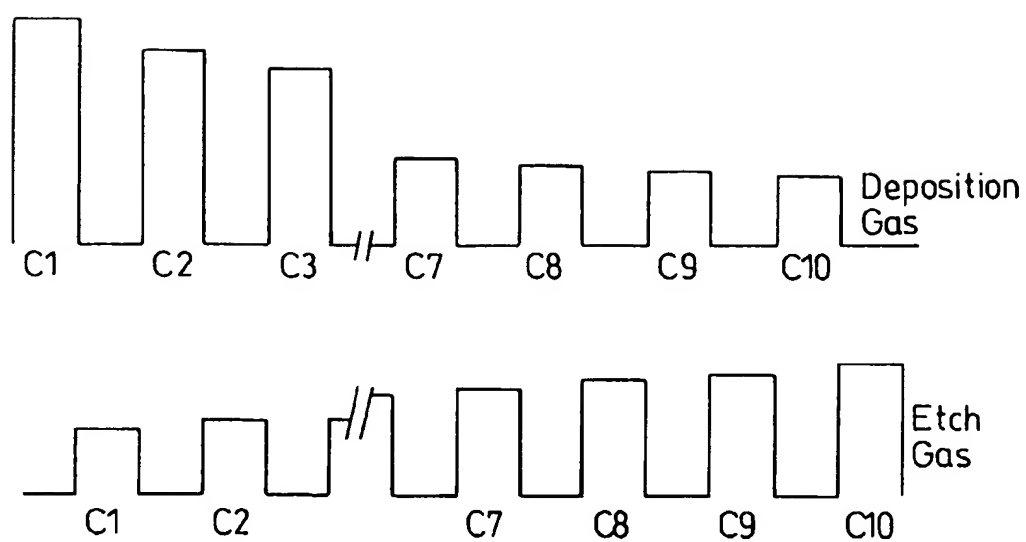 Deposition
Gas
C1 C2 C3 C7 C8 C9 C10
Etch
Gas
C1 C2 C7 C8 C9 C10